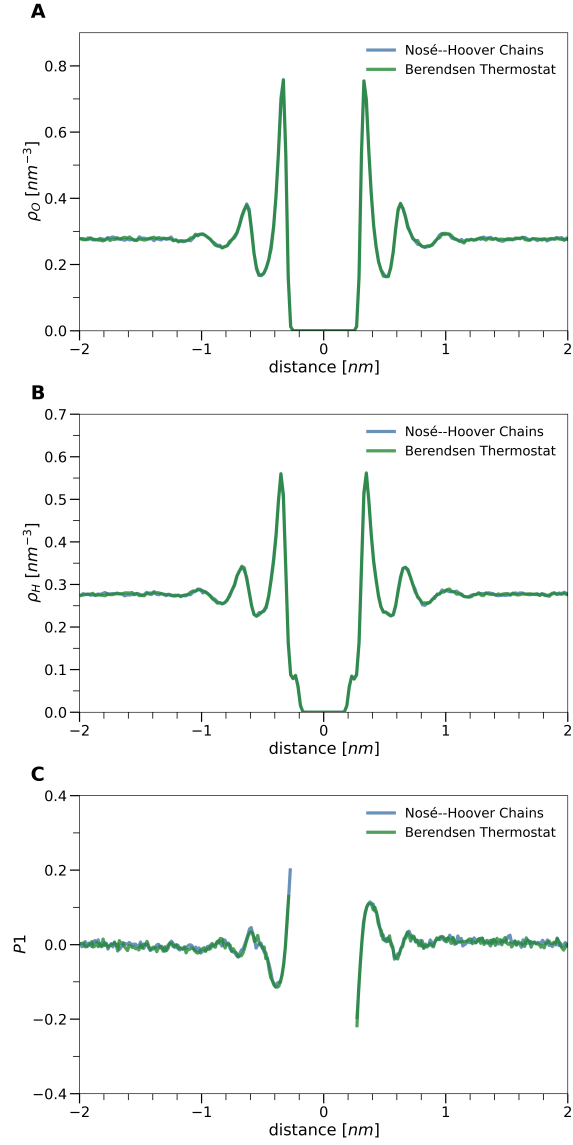 A
Nosé--Hoover Chains
Berendsen Thermostat
0.8
0.6
0.4
0.2
0.0
ρO [nm−3]
−2 −1 0 1 2
distance [nm]
B
Nosé--Hoover Chains
Berendsen Thermostat
0.7
0.6
0.5
0.4
0.3
0.2
0.1
0.0
ρH [nm−3]
−2 −1 0 1 2
distance [nm]
C
Nosé--Hoover Chains
Berendsen Thermostat
0.4
0.2
0.0
−0.2
−0.4
P1
−2 −1 0 1 2
distance [nm]